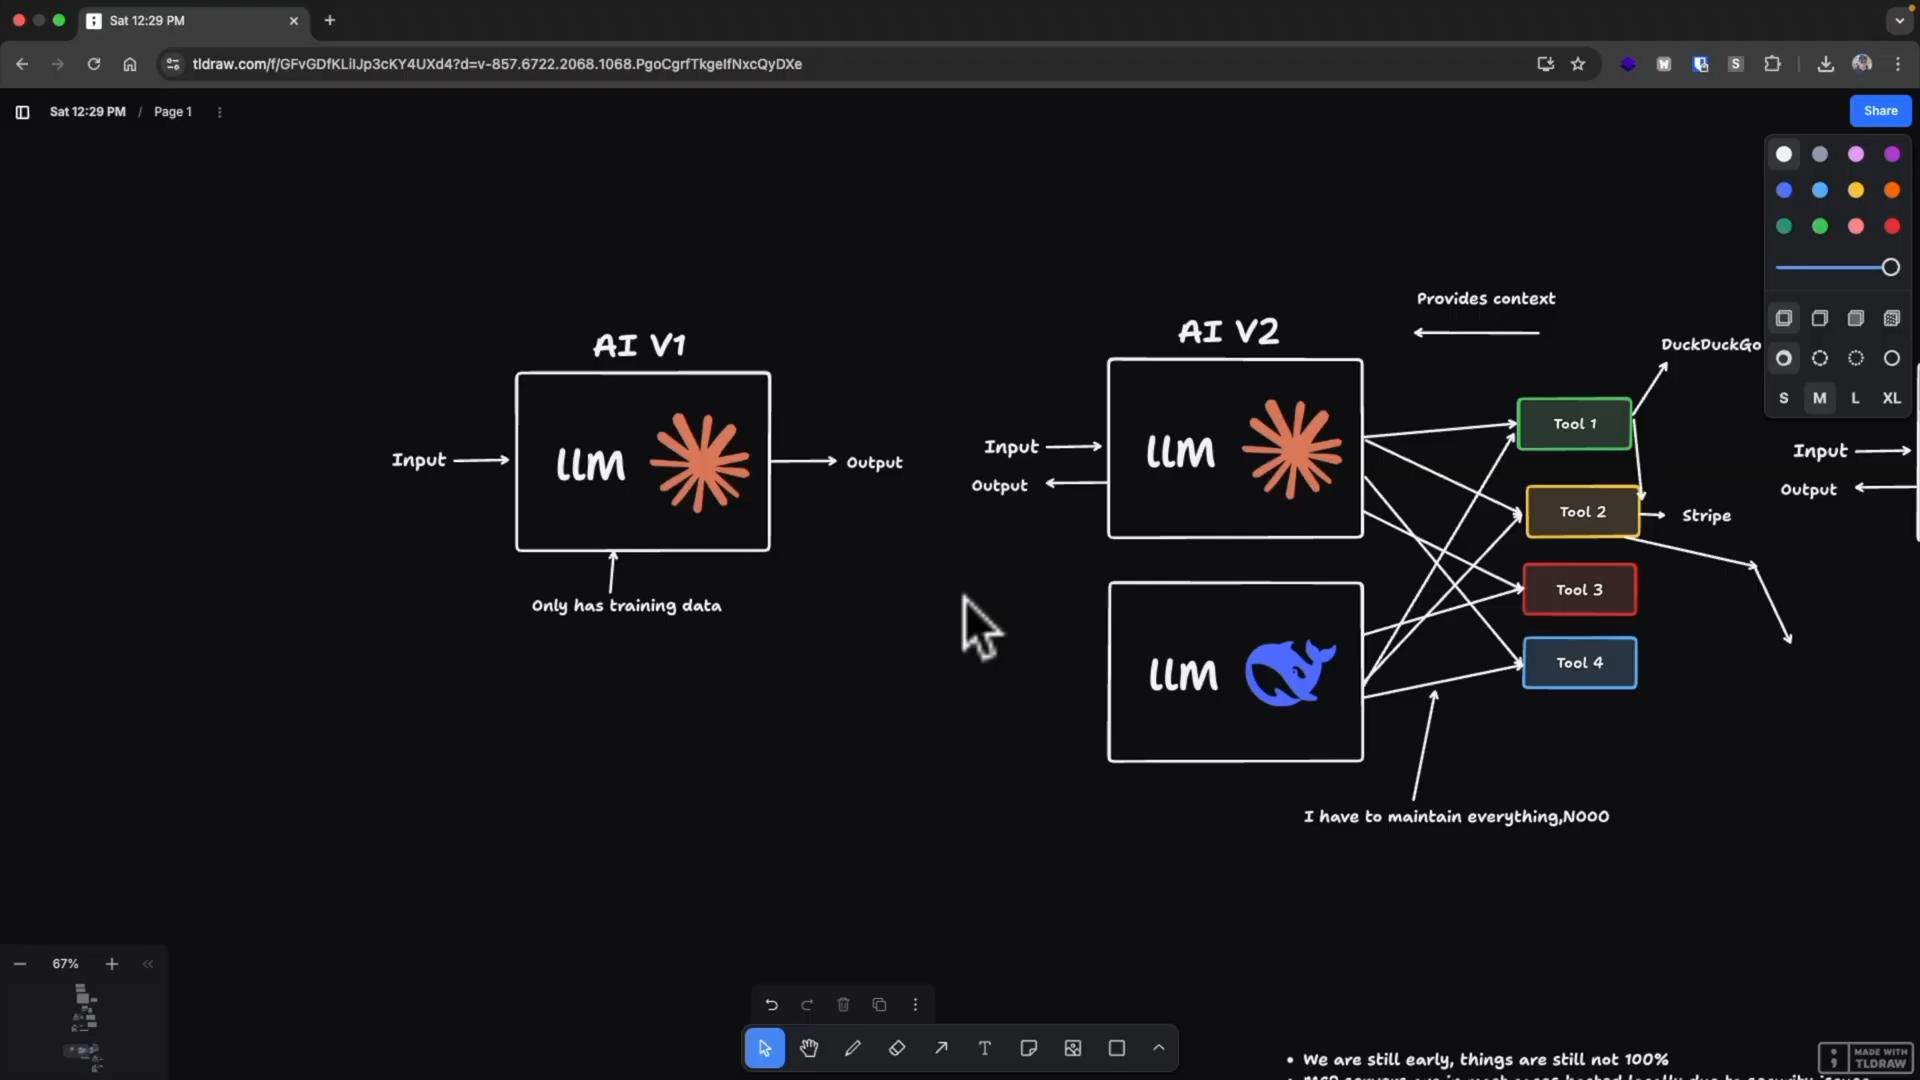 Sat 12:29 PM
tldraw.com/f/GFvGDfKLiIJp3cKY4UXd4?d=v-857.6722.2068.1068.PgoCgrfTkgeIfNxcQyDXe
Sat 12:29 PM / Page 1
Share
S M L XL
AI V1
Input
LLM
Output
Only has training data
AI V2
Input
Output
LLM
LLM
Provides context
DuckDuckGo
Tool 1
Tool 2
Stripe
Tool 3
Tool 4
I have to maintain everything,NOOO
Input
Output
67%
• We are still early, things are still not 100%
MADE WITH
TLDRAW